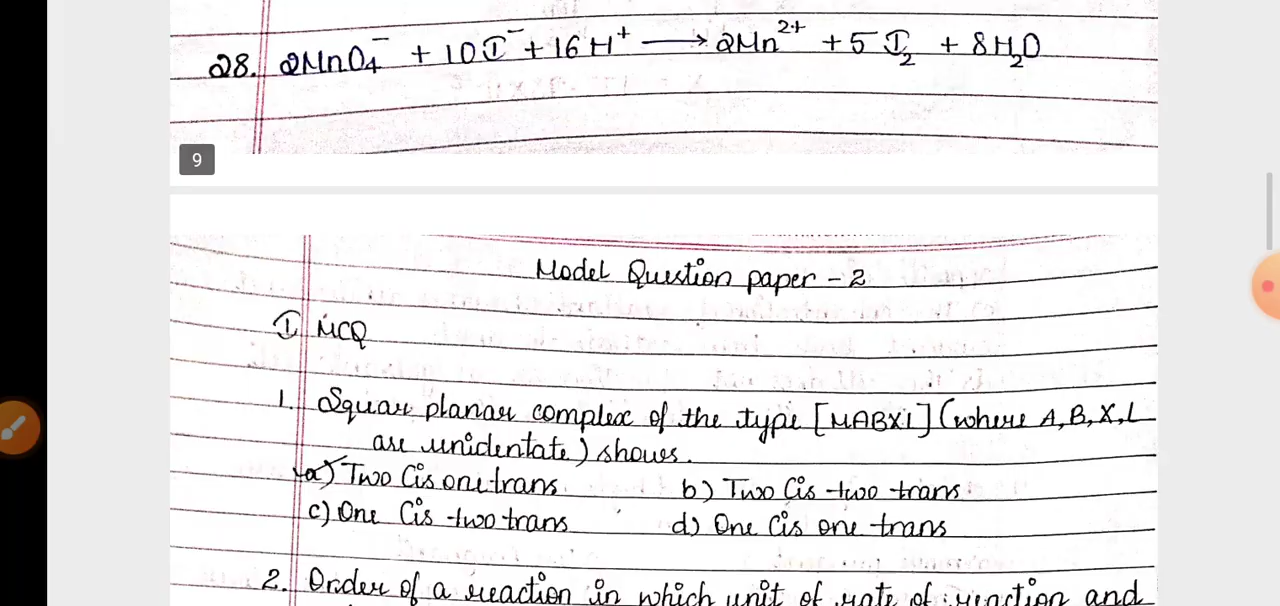 28. 2MnO₄⁻ + 10I⁻ + 16H⁺ ⟶ 2Mn²⁺ + 5I₂ + 8H₂O
9
Model Question paper - 2
I MCQ
1. Squar planar complex of the type [MABXL] (where A, B, X, L
are unidentate) shows.
a) Two Cis one trans b) Two Cis - two trans
c) One Cis - two trans d) One Cis one trans
2. Order of a reaction in which unit of rate of reaction and